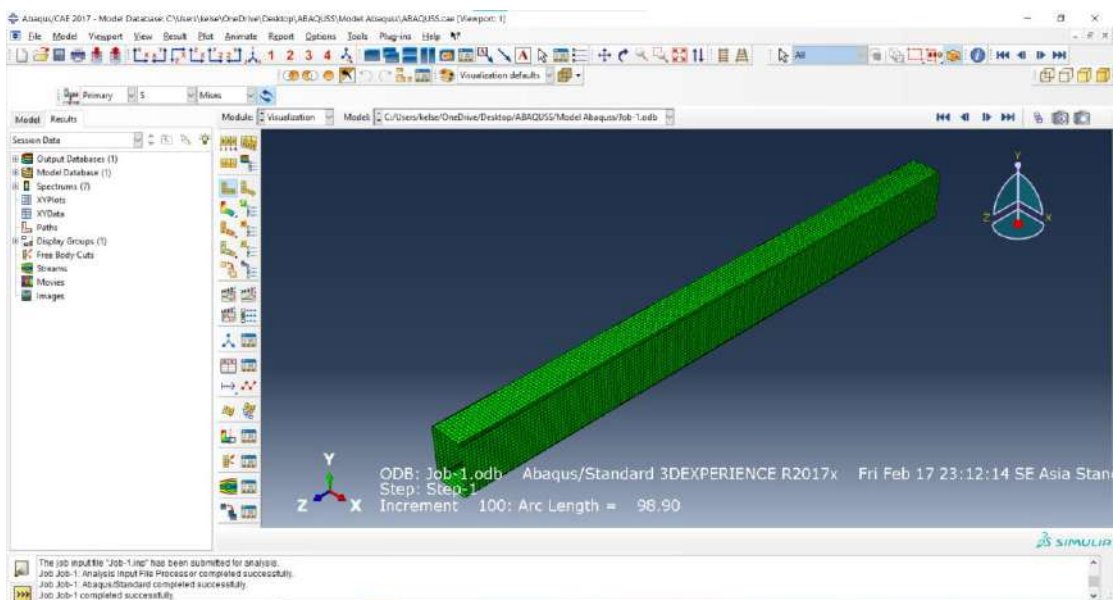 Abaqus/CAE 2017 - Model Database: C:\Users\kelse\OneDrive\Desktop\ABAQUSS\Model Abaquss\ABAQUSS.cae [Viewport: 1]
File Model Viewport View Result Plot Animate Report Options Tools Plug-ins Help
1 2 3 4 A All
Visualization defaults
Primary S Mises
Model Results Module: Visualization Model: C:/Users/kelse/OneDrive/Desktop/ABAQUSS/Model Abaquss/Job-1.odb
Session Data
Output Databases (1)
Model Database (1)
Spectrums (7)
XYPlots
XYData
Paths
Display Groups (1)
Free Body Cuts
Streams
Movies
Images
Y
Z X
Y
Z X
ODB: Job-1.odb Abaqus/Standard 3DEXPERIENCE R2017x Fri Feb 17 23:12:14 SE Asia Stan
Step: Step-1
Increment 100: Arc Length = 98.90
SIMULIA
The job input file "Job-1.inp" has been submitted for analysis.
Job Job-1: Analysis Input File Processor completed successfully.
Job Job-1: Abaqus/Standard completed successfully.
Job Job-1 completed successfully.